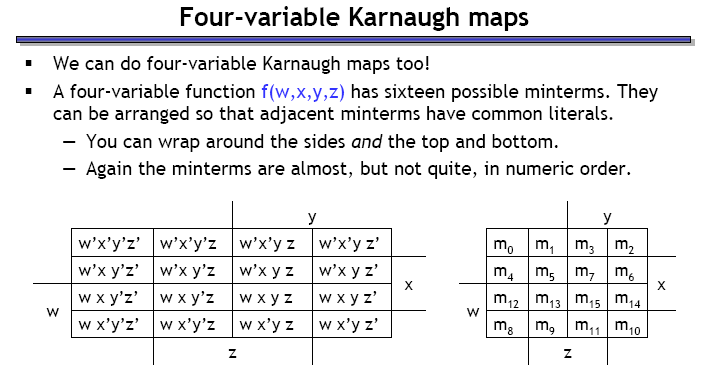 Four-variable Karnaugh maps
▪ We can do four-variable Karnaugh maps too!
▪ A four-variable function f(w,x,y,z) has sixteen possible minterms. They
can be arranged so that adjacent minterms have common literals.
— You can wrap around the sides and the top and bottom.
— Again the minterms are almost, but not quite, in numeric order.
y
w’x’y’z’ w’x’y’z w’x’y z w’x’y z’
w’x y’z’ w’x y’z w’x y z w’x y z’
x
w x y’z’ w x y’z w x y z w x y z’
w
w x’y’z’ w x’y’z w x’y z w x’y z’
z
y
m₀ m₁ m₃ m₂
m₄ m₅ m₇ m₆
x
m₁₂ m₁₃ m₁₅ m₁₄
w
m₈ m₉ m₁₁ m₁₀
z